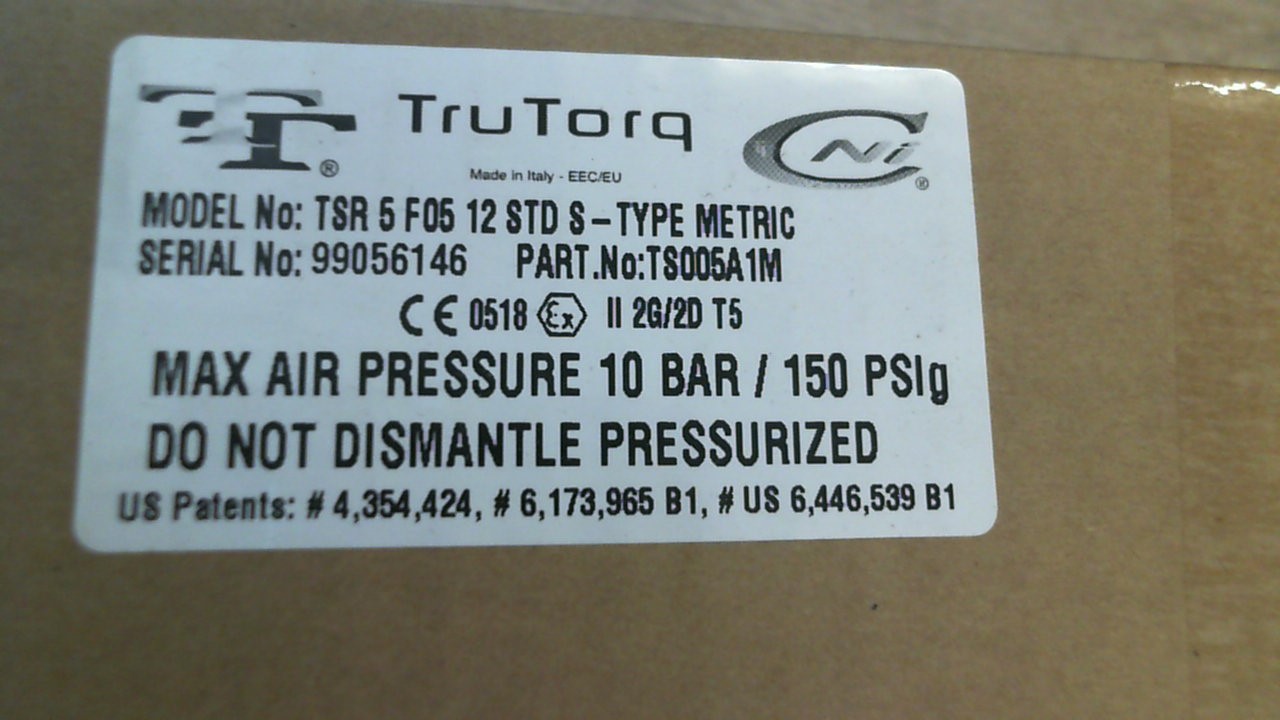 TT®
TruTorq
CNi®
Made in Italy - EEC/EU
MODEL No: TSR 5 F05 12 STD S-TYPE METRIC
SERIAL No: 99056146 PART.No:TS005A1M
CE 0518 Ex II 2G/2D T5
MAX AIR PRESSURE 10 BAR / 150 PSIg
DO NOT DISMANTLE PRESSURIZED
US Patents: # 4,354,424, # 6,173,965 B1, # US 6,446,539 B1